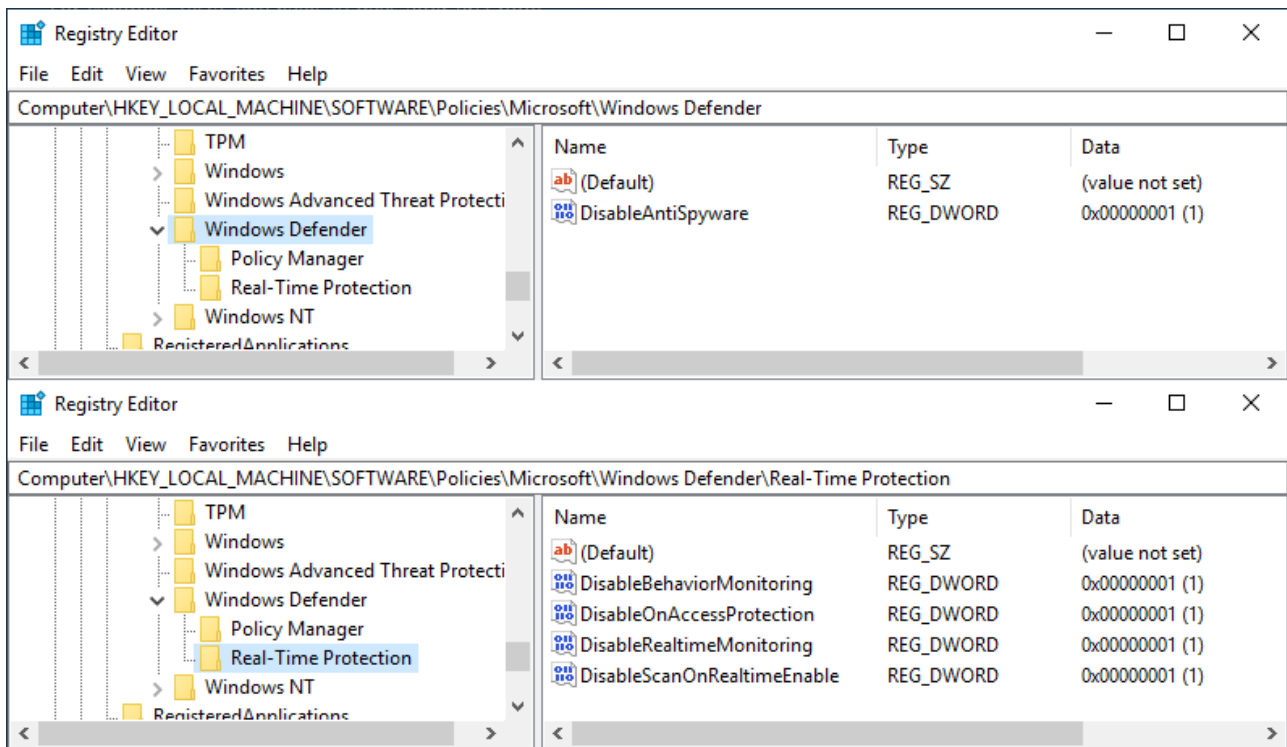 Registry Editor
File Edit View Favorites Help
Computer\HKEY_LOCAL_MACHINE\SOFTWARE\Policies\Microsoft\Windows Defender
TPM
Windows
Windows Advanced Threat Protecti
Windows Defender
Policy Manager
Real-Time Protection
Windows NT
RegisteredApplications
Name Type Data
(Default) REG_SZ (value not set)
DisableAntiSpyware REG_DWORD 0x00000001 (1)
Registry Editor
File Edit View Favorites Help
Computer\HKEY_LOCAL_MACHINE\SOFTWARE\Policies\Microsoft\Windows Defender\Real-Time Protection
TPM
Windows
Windows Advanced Threat Protecti
Windows Defender
Policy Manager
Real-Time Protection
Windows NT
RegisteredApplications
Name Type Data
(Default) REG_SZ (value not set)
DisableBehaviorMonitoring REG_DWORD 0x00000001 (1)
DisableOnAccessProtection REG_DWORD 0x00000001 (1)
DisableRealtimeMonitoring REG_DWORD 0x00000001 (1)
DisableScanOnRealtimeEnable REG_DWORD 0x00000001 (1)